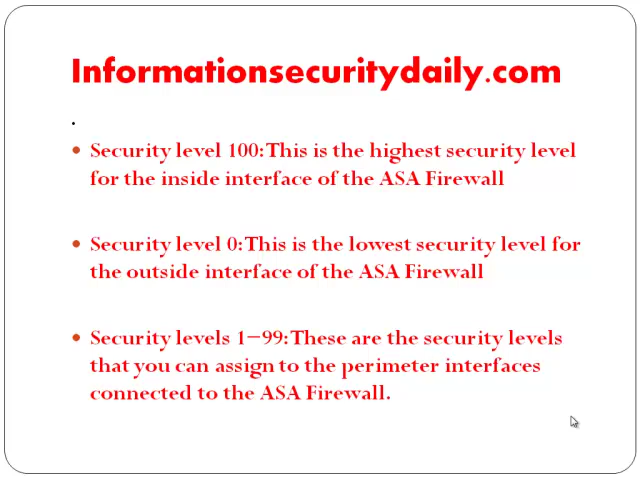 Informationsecuritydaily.com
.
• Security level 100: This is the highest security level
for the inside interface of the ASA Firewall
• Security level 0: This is the lowest security level for
the outside interface of the ASA Firewall
• Security levels 1–99: These are the security levels
that you can assign to the perimeter interfaces
connected to the ASA Firewall.